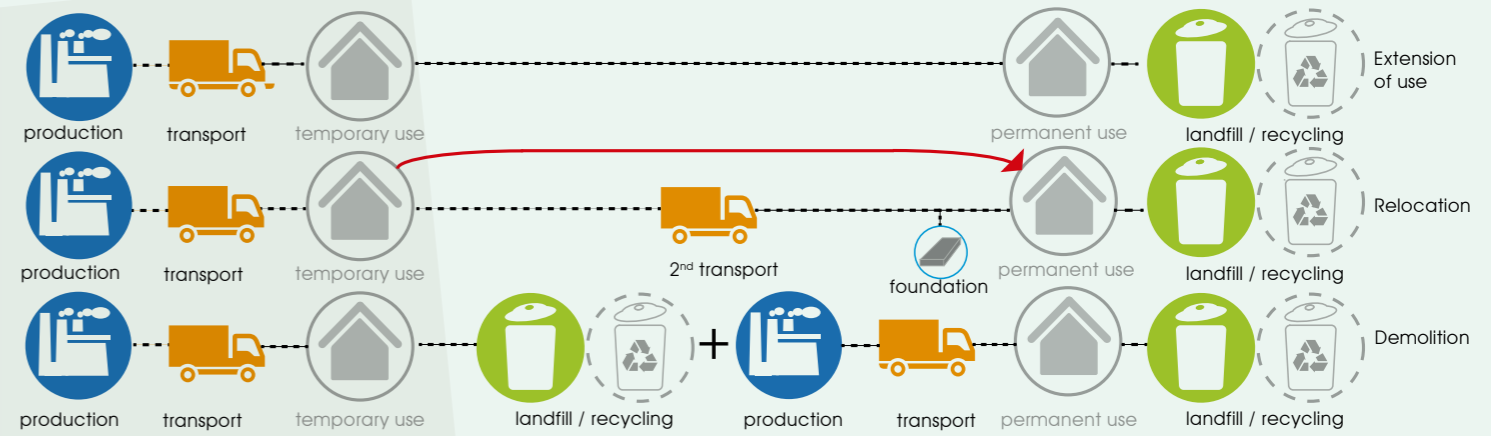 production
transport
temporary use
permanent use
landfill / recycling
Extension
of use
production
transport
temporary use
2nd transport
foundation
permanent use
landfill / recycling
Relocation
production
transport
temporary use
landfill / recycling
+
production
transport
permanent use
landfill / recycling
Demolition